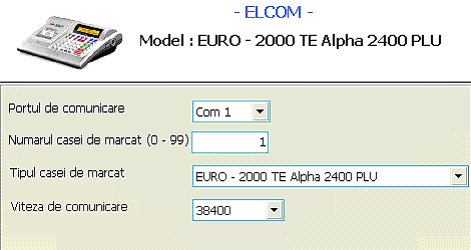 - ELCOM -
Model : EURO - 2000 TE Alpha 2400 PLU
Portul de comunicare
Com 1
Numarul casei de marcat (0 - 99)
1
Tipul casei de marcat
EURO - 2000 TE Alpha 2400 PLU
Viteza de comunicare
38400